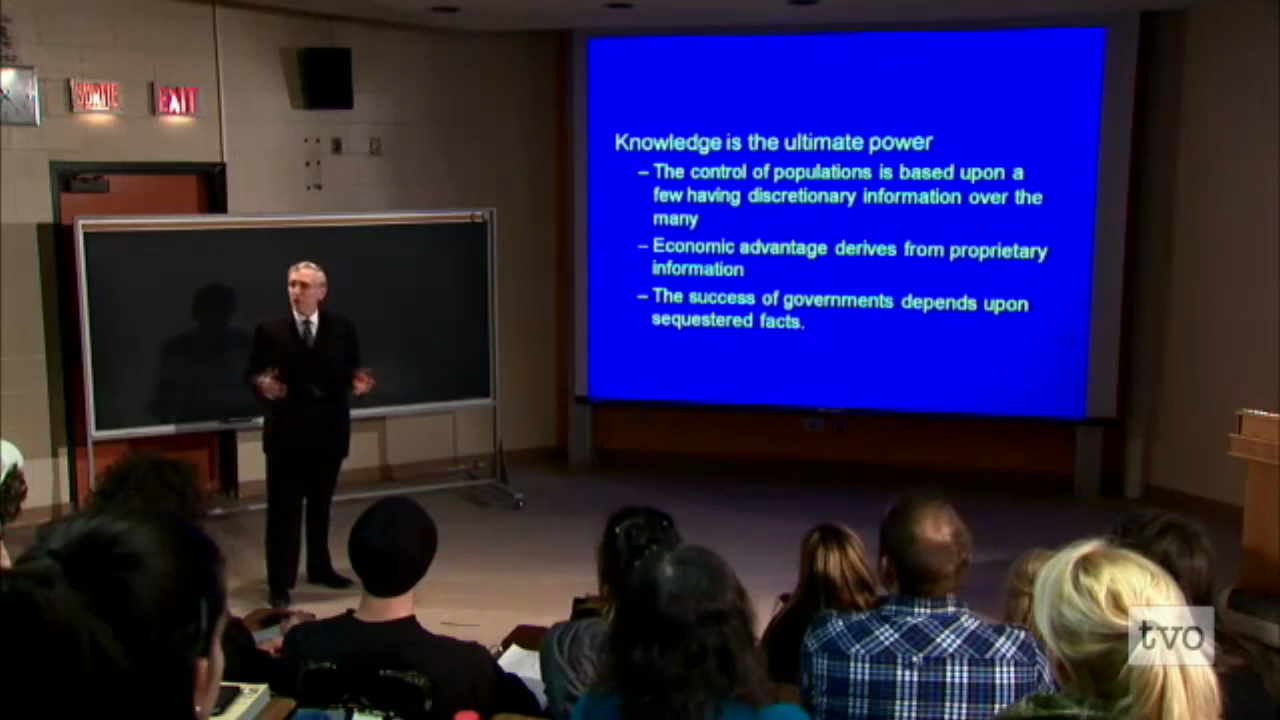 SORTIE
EXIT
Knowledge is the ultimate power
– The control of populations is based upon a
few having discretionary information over the
many
– Economic advantage derives from proprietary
information
– The success of governments depends upon
sequestered facts.
tvo